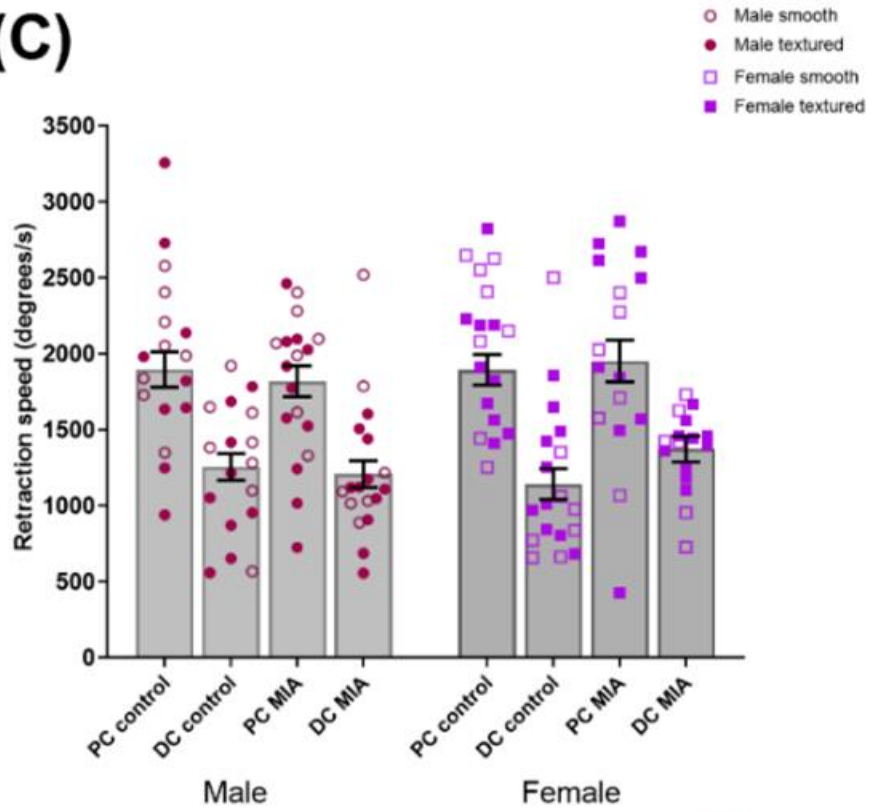 (C)
Male smooth
Male textured
Female smooth
Female textured
3500
3000
2500
2000
1500
1000
500
0
Retraction speed (degrees/s)
PC control
DC control
PC MIA
DC MIA
PC control
DC control
PC MIA
DC MIA
Male
Female